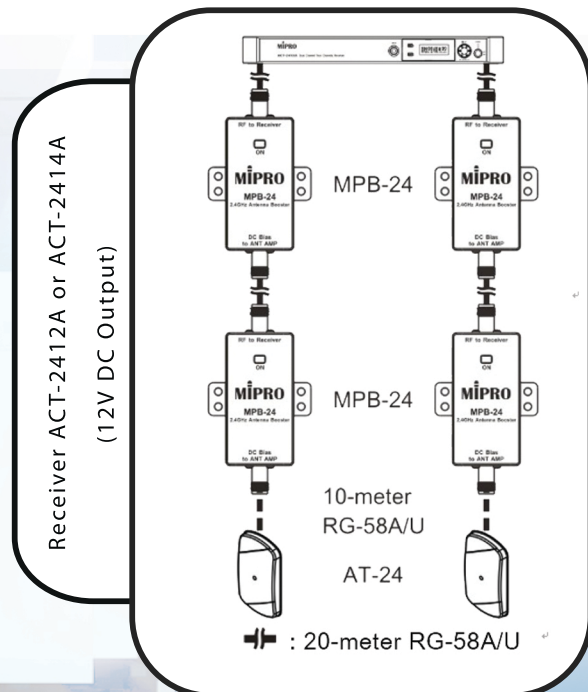 Receiver ACT-2412A or ACT-2414A
(12V DC Output)
MIPRO
RF to Receiver
ON
MIPRO
MPB-24
2.4GHz Antenna Booster
DC Bias
to ANT AMP
MPB-24
RF to Receiver
ON
MIPRO
MPB-24
2.4GHz Antenna Booster
DC Bias
to ANT AMP
RF to Receiver
ON
MIPRO
MPB-24
2.4GHz Antenna Booster
DC Bias
to ANT AMP
MPB-24
RF to Receiver
ON
MIPRO
MPB-24
2.4GHz Antenna Booster
DC Bias
to ANT AMP
10-meter
RG-58A/U
AT-24
: 20-meter RG-58A/U